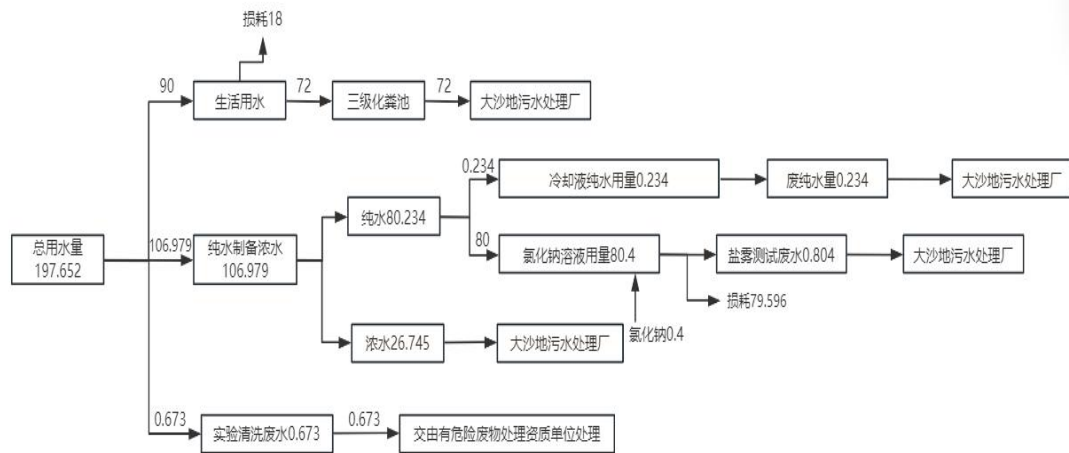 损耗18
90
生活用水
72
三级化粪池
72
大沙地污水处理厂
0.234
冷却液纯水用量0.234
废纯水量0.234
大沙地污水处理厂
纯水80.234
总用水量
197.652
106.979
纯水制备浓水
106.979
80
氯化钠溶液用量80.4
盐雾测试废水0.804
大沙地污水处理厂
损耗79.596
氯化钠0.4
浓水26.745
大沙地污水处理厂
0.673
实验清洗废水0.673
0.673
交由有危险废物处理资质单位处理